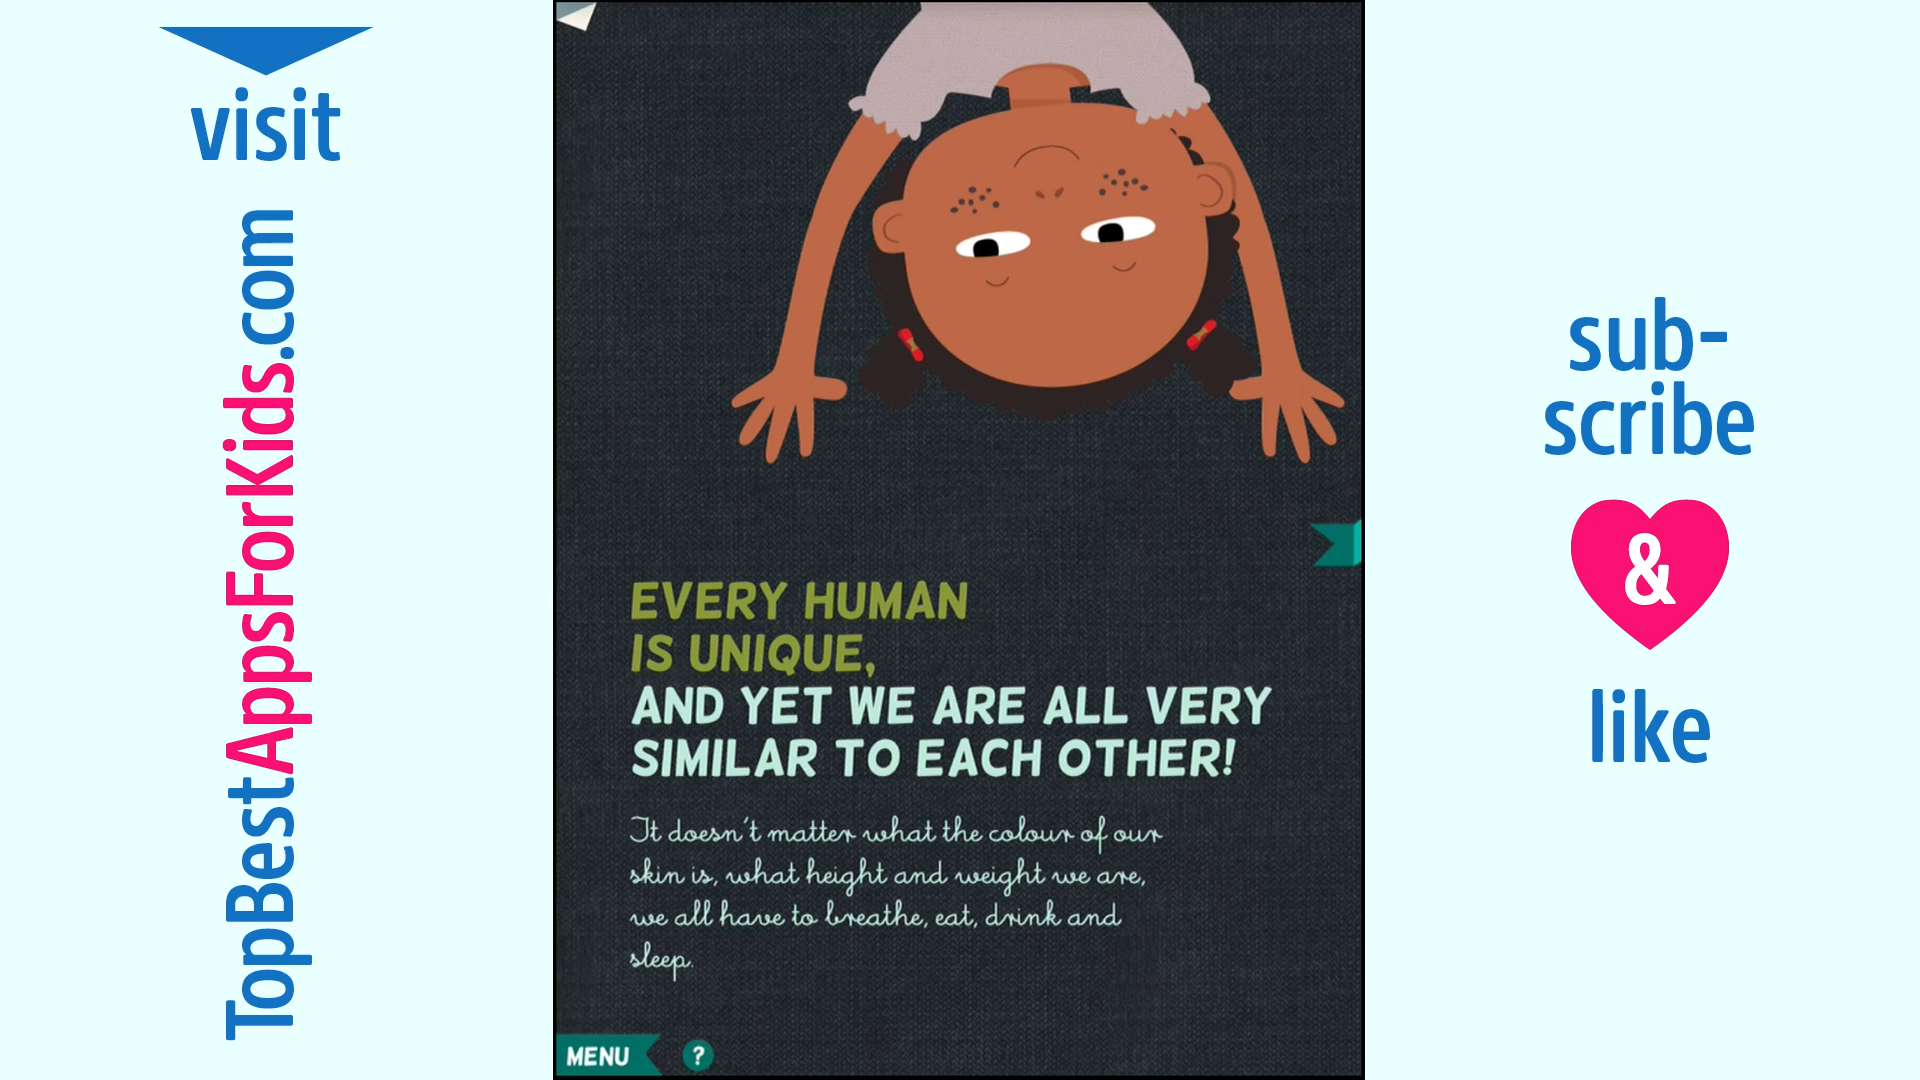 visit
TopBestAppsForKids.com
EVERY HUMAN
IS UNIQUE,
AND YET WE ARE ALL VERY
SIMILAR TO EACH OTHER!
It doesn't matter what the colour of our
skin is, what height and weight we are,
we all have to breathe, eat, drink and
sleep.
MENU
?
sub-
scribe
&
like